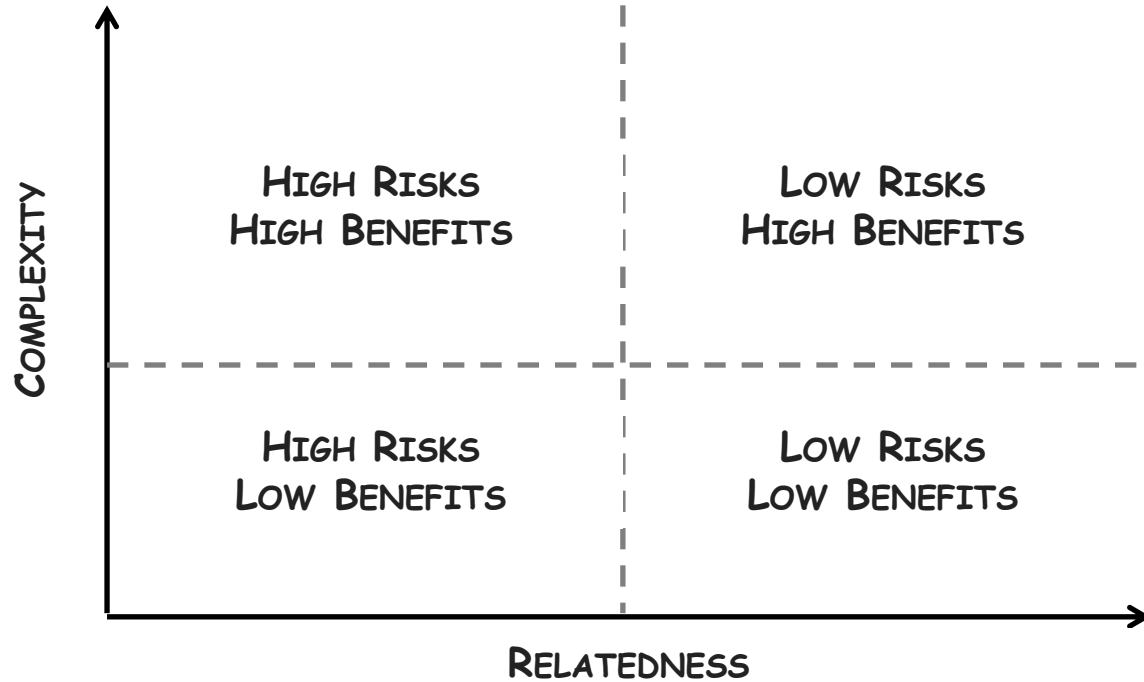 COMPLEXITY
HIGH RISKS
HIGH BENEFITS
LOW RISKS
HIGH BENEFITS
HIGH RISKS
LOW BENEFITS
LOW RISKS
LOW BENEFITS
RELATEDNESS